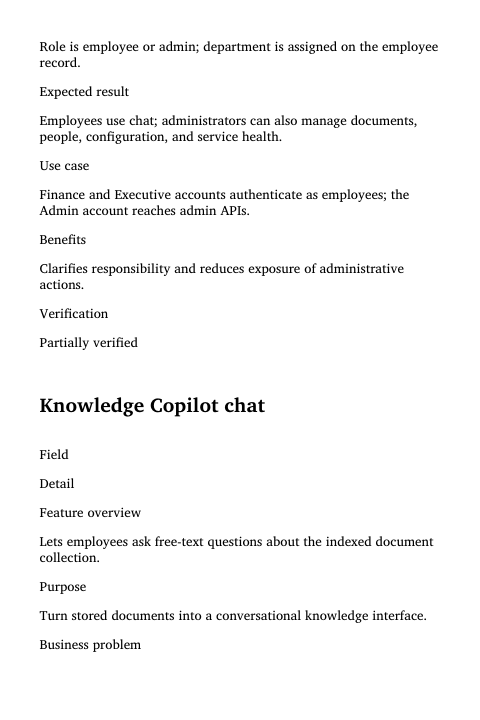 Role is employee or admin; department is assigned on the employee
record.
Expected result
Employees use chat; administrators can also manage documents,
people, configuration, and service health.
Use case
Finance and Executive accounts authenticate as employees; the
Admin account reaches admin APIs.
Benefits
Clarifies responsibility and reduces exposure of administrative
actions.
Verification
Partially verified
Knowledge Copilot chat
Field
Detail
Feature overview
Lets employees ask free-text questions about the indexed document
collection.
Purpose
Turn stored documents into a conversational knowledge interface.
Business problem